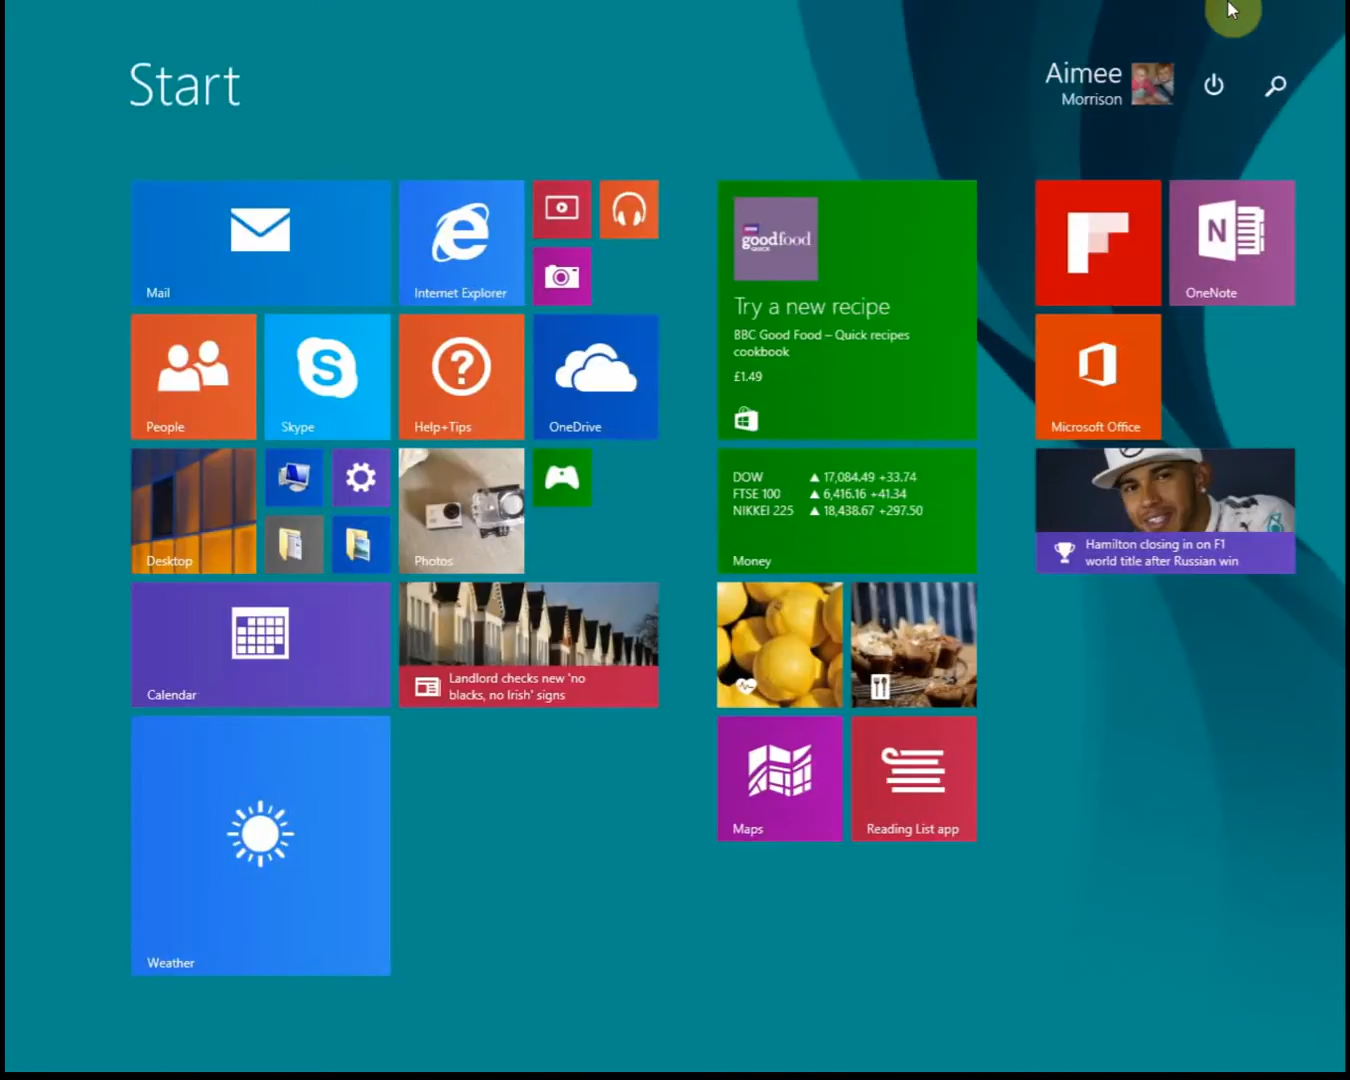 Start
Aimee
Morrison
Mail
Internet Explorer
People
Skype
Help+Tips
OneDrive
Desktop
Photos
Calendar
Landlord checks new 'no
blacks, no Irish' signs
Weather
goodfood
QUICK
Try a new recipe
BBC Good Food – Quick recipes
cookbook
£1.49
DOW ▲ 17,084.49 +33.74
FTSE 100 ▲ 6,416.16 +41.34
NIKKEI 225 ▲ 18,438.67 +297.50
Money
Maps
Reading List app
N
OneNote
Microsoft Office
Hamilton closing in on F1
world title after Russian win